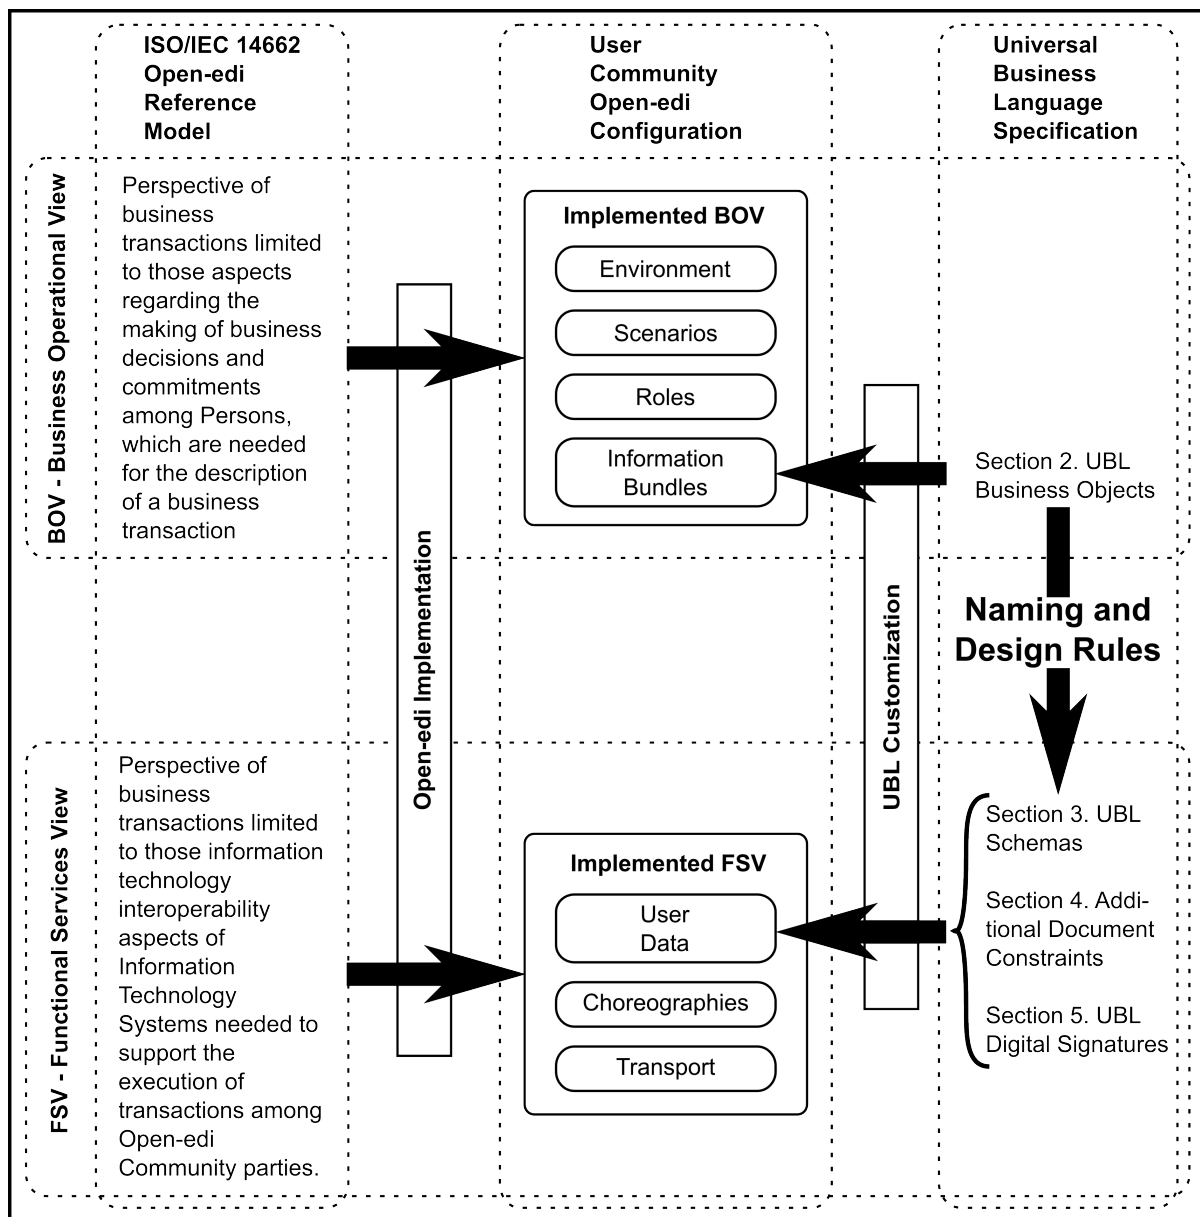 ISO/IEC 14662
Open-edi
Reference
Model
User
Community
Open-edi
Configuration
Universal
Business
Language
Specification
BOV - Business Operational View
Perspective of
business
transactions limited
to those aspects
regarding the
making of business
decisions and
commitments
among Persons,
which are needed
for the description
of a business
transaction
Open-edi Implementation
Implemented BOV
Environment
Scenarios
Roles
Information
Bundles
UBL Customization
Section 2. UBL
Business Objects
Naming and
Design Rules
FSV - Functional Services View
Perspective of
business
transactions limited
to those information
technology
interoperability
aspects of
Information
Technology
Systems needed to
support the
execution of
transactions among
Open-edi
Community parties.
Implemented FSV
User
Data
Choreographies
Transport
Section 3. UBL
Schemas
Section 4. Addi-
tional Document
Constraints
Section 5. UBL
Digital Signatures